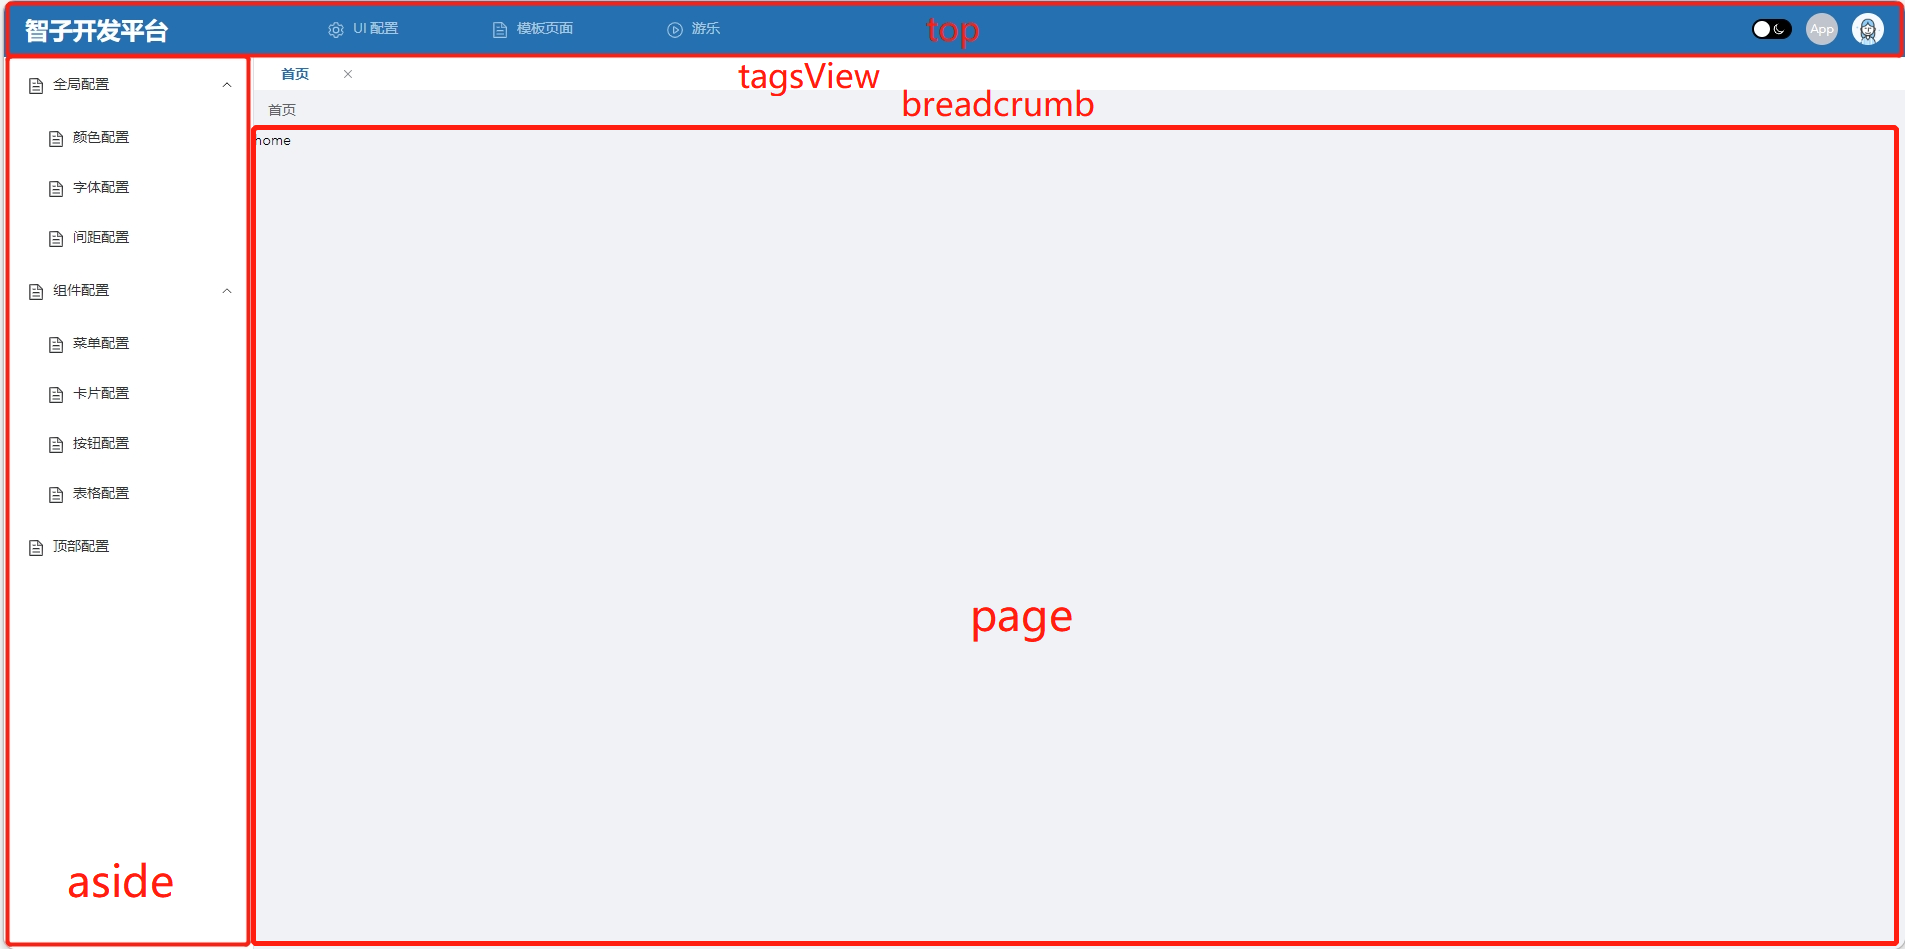 智子开发平台
UI 配置
模板页面
游乐
top
App
全局配置
颜色配置
字体配置
间距配置
组件配置
菜单配置
卡片配置
按钮配置
表格配置
顶部配置
aside
首页
tagsView
首页
breadcrumb
home
page